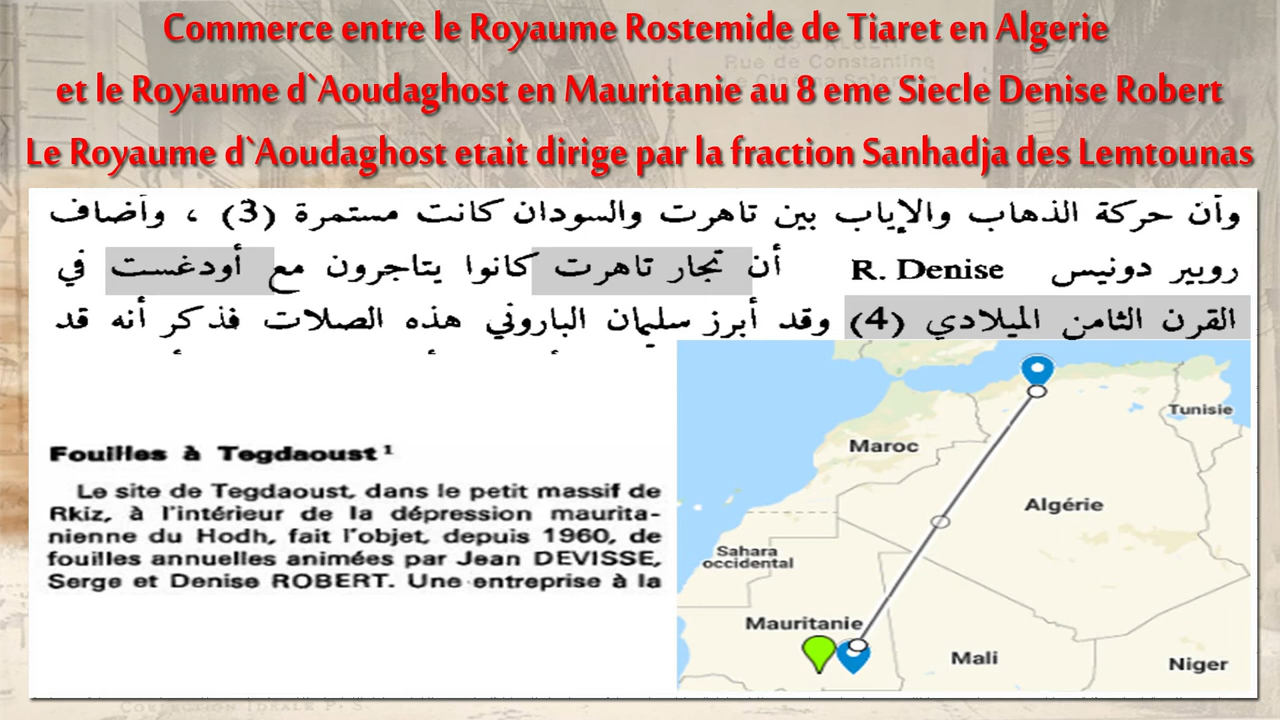 Commerce entre le Royaume Rostemide de Tiaret en Algerie
et le Royaume d`Aoudaghost en Mauritanie au 8 eme Siecle Denise Robert
Le Royaume d`Aoudaghost etait dirige par la fraction Sanhadja des Lemtounas
وأن حركة الذهاب والإياب بين تاهرت والسودان كانت مستمرة (3) ، وأضاف
روبير دونيس R. Denise أن تجار تاهرت كانوا يتاجرون مع أودغست في
القرن الثامن الميلادي (4) وقد أبرز سليمان الباروني هذه الصلات فذكر أنه قد
Fouilles à Tegdaoust ¹
Le site de Tegdaoust, dans le petit massif de
Rkiz, à l'intérieur de la dépression maurita-
nienne du Hodh, fait l'objet, depuis 1960, de
fouilles annuelles animées par Jean DEVISSE,
Serge et Denise ROBERT. Une entreprise à la
Tunisie
Maroc
Algérie
Sahara
occidental
Mauritanie
Mali
Niger
Rue de Constantine
COLLECTION IDÉALE P. S.